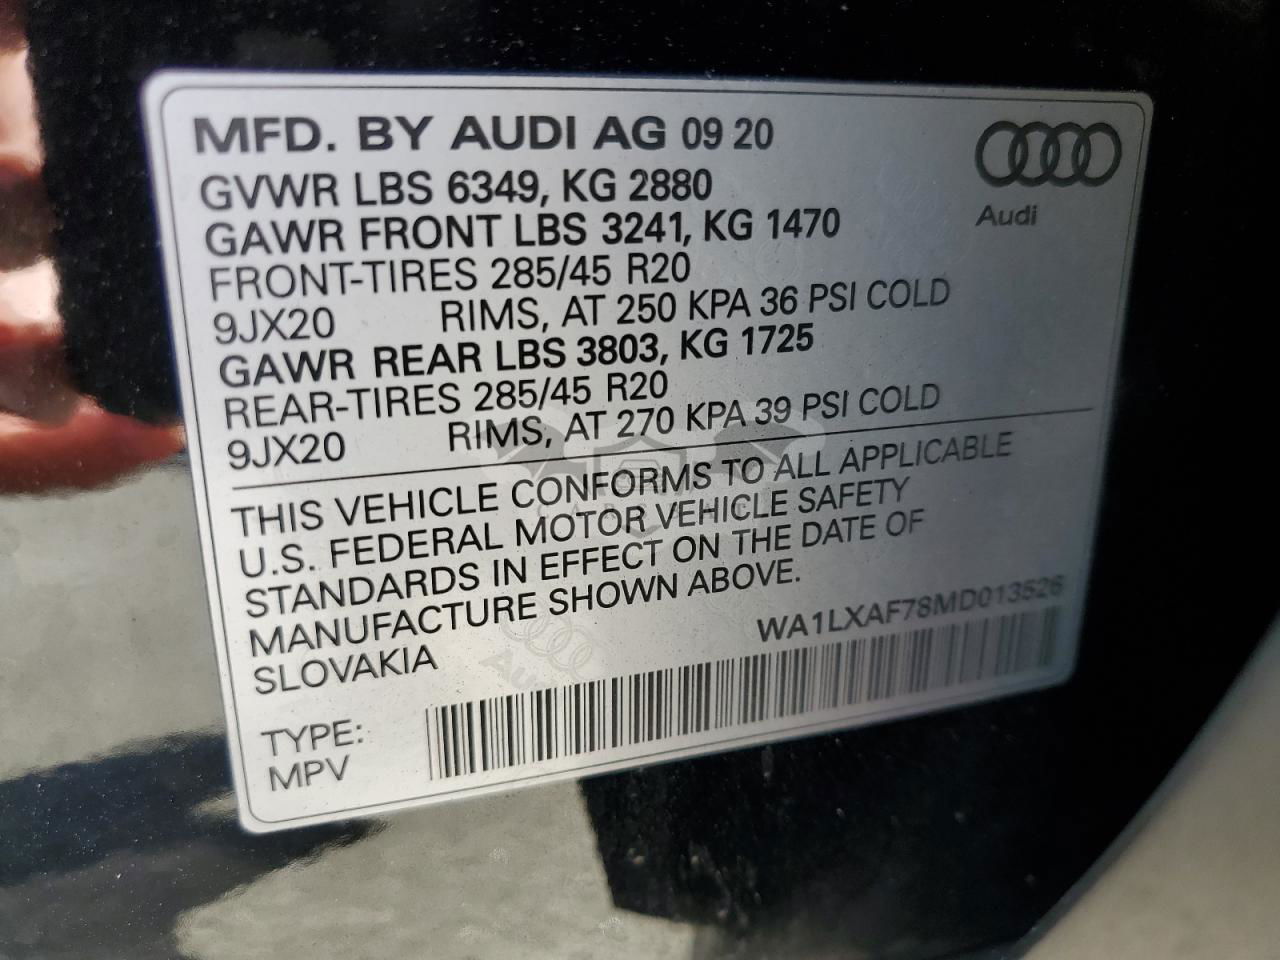 MFD. BY AUDI AG 09 20
GVWR LBS 6349, KG 2880
GAWR FRONT LBS 3241, KG 1470
FRONT-TIRES 285/45 R20
9JX20 RIMS, AT 250 KPA 36 PSI COLD
GAWR REAR LBS 3803, KG 1725
REAR-TIRES 285/45 R20
9JX20 RIMS, AT 270 KPA 39 PSI COLD
Audi
THIS VEHICLE CONFORMS TO ALL APPLICABLE
U.S. FEDERAL MOTOR VEHICLE SAFETY
STANDARDS IN EFFECT ON THE DATE OF
MANUFACTURE SHOWN ABOVE.
SLOVAKIA
WA1LXAF78MD013526
TYPE:
MPV